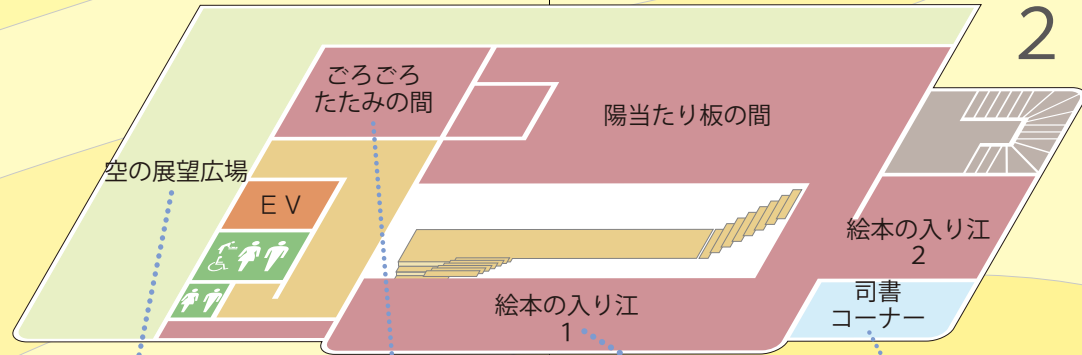 2
ごろごろ
たたみの間
陽当たり板の間
空の展望広場
EV
絵本の入り江
2
司書
コーナー
絵本の入り江
1